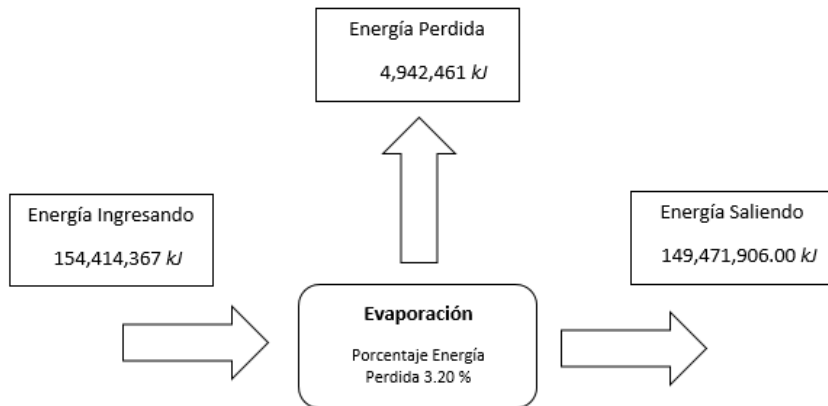 Energía Perdida
4,942,461 kJ
Energía Ingresando
154,414,367 kJ
Energía Saliendo
149,471,906.00 kJ
Evaporación
Porcentaje Energía
Perdida 3.20 %